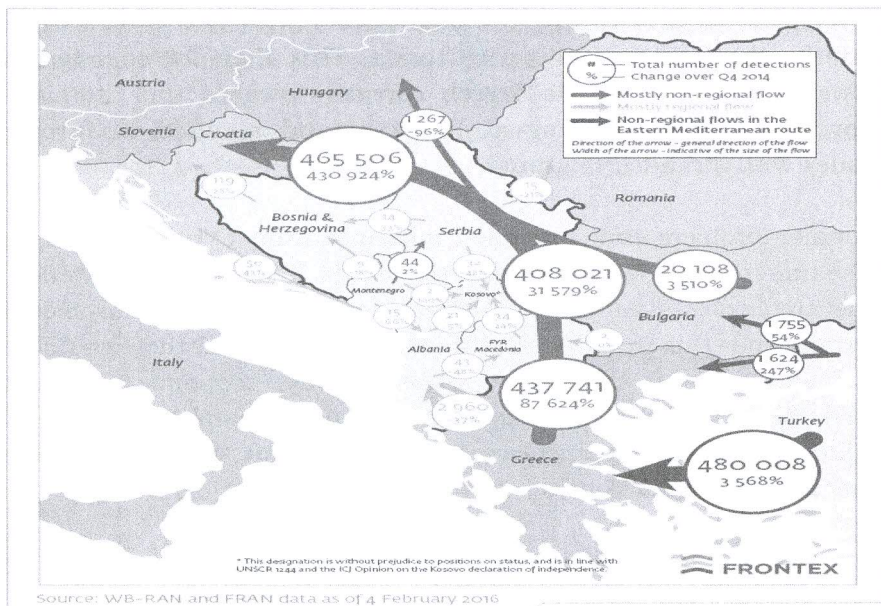 # Total number of detections
% Change over Q4 2014
Mostly non-regional flow
Mostly regional flow
Non-regional flows in the
Eastern Mediterranean route
Direction of the arrow - general direction of the flow
Width of the arrow - indicative of the size of the flow
Austria
Hungary
Slovenia
Croatia
1 267
-96%
465 506
430 924%
119
Romania
Bosnia &
Herzegovina
Serbia
44
2%
Montenegro
Kosovo*
408 021
31 579%
20 108
3 510%
Bulgaria
1 755
54%
1 624
247%
Italy
Albania
FYR
Macedonia
437 741
87 624%
2 960
37%
Turkey
480 008
3 568%
Greece
* This designation is without prejudice to positions on status, and is in line with
UNSCR 1244 and the ICJ Opinion on the Kosovo declaration of independence.
FRONTEX
Source: WB-RAN and FRAN data as of 4 February 2016